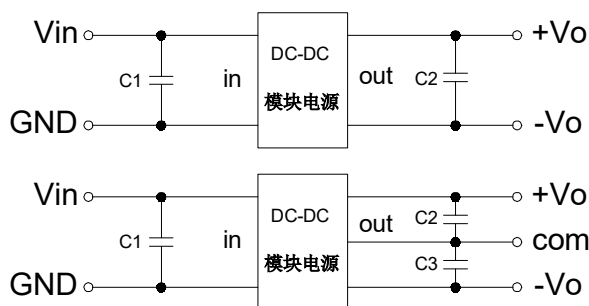 Vin
DC-DC
+Vo
C1
in
out
C2
模块电源
GND
-Vo
Vin
DC-DC
+Vo
out
C2
C1
in
com
模块电源
C3
GND
-Vo